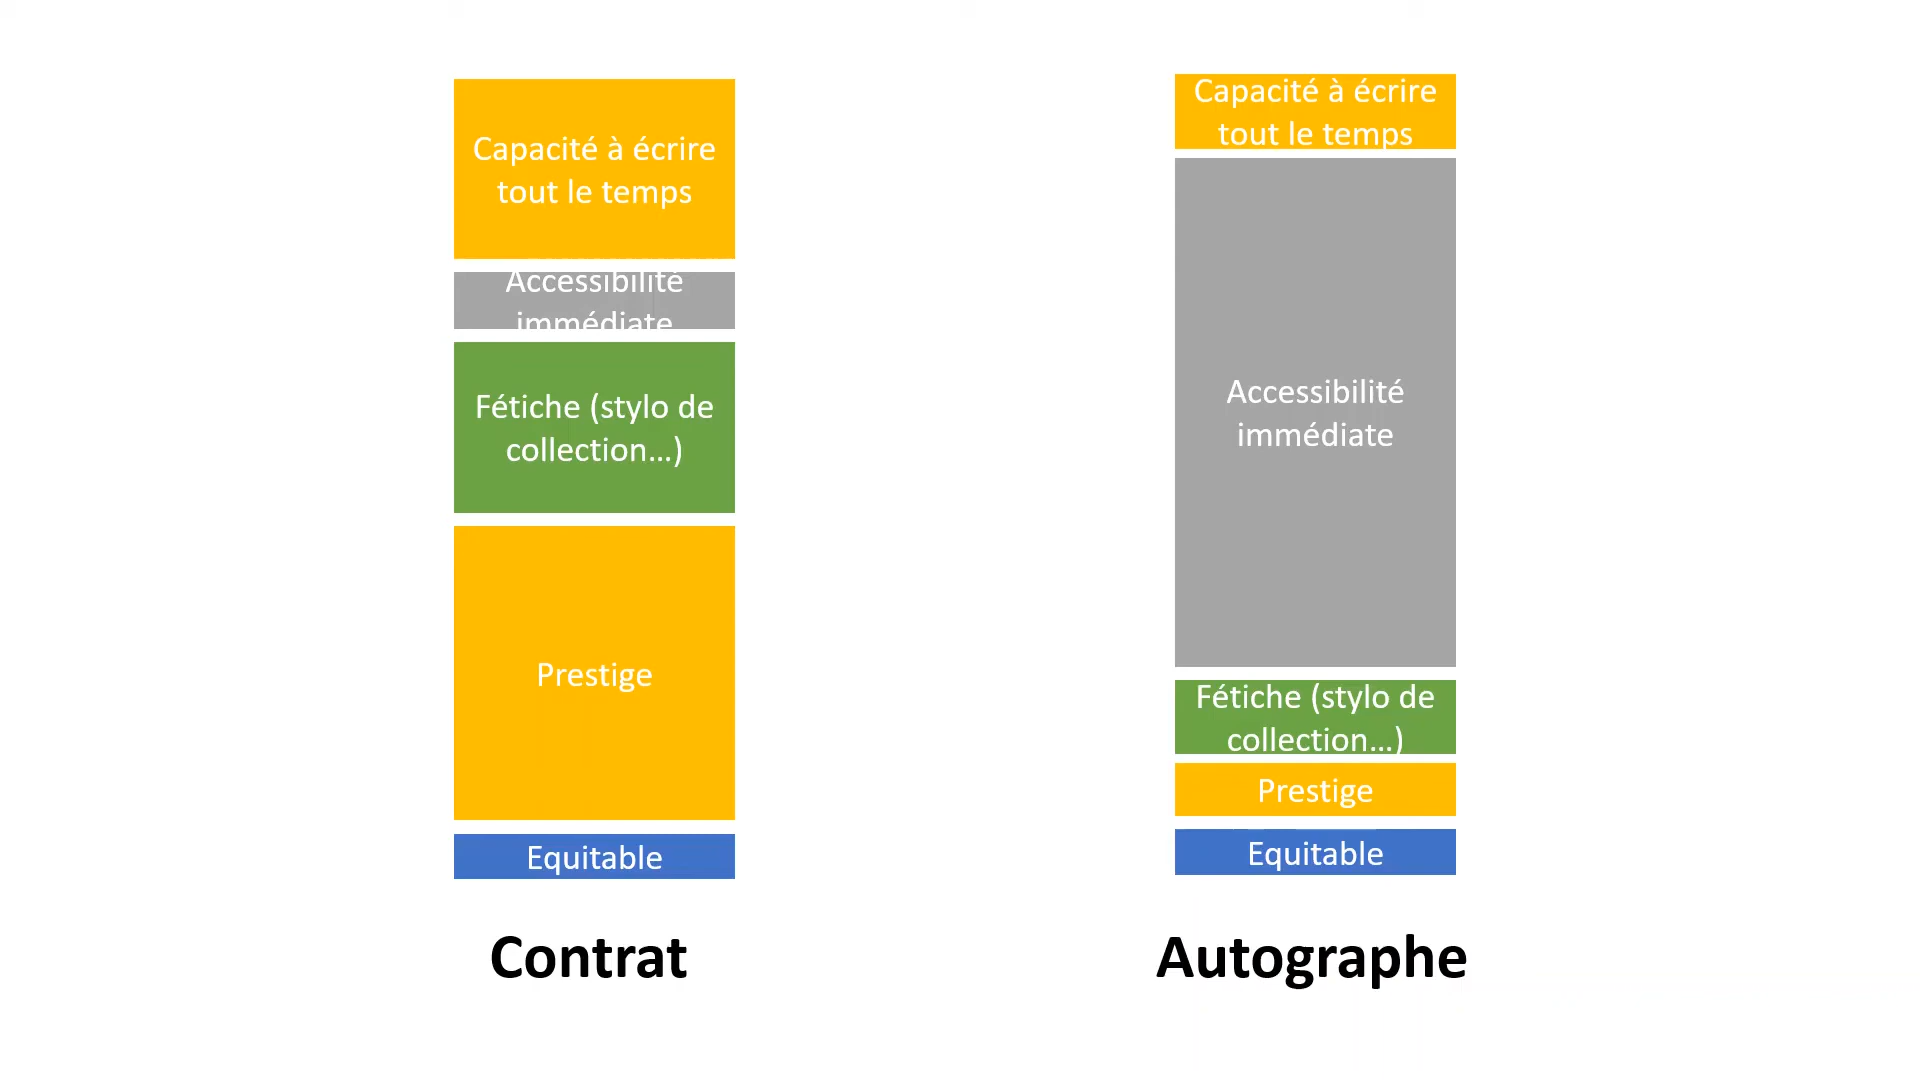 Capacité à écrire
tout le temps
Accessibilité
immédiate
Fétiche (stylo de
collection...)
Prestige
Equitable
Contrat
Capacité à écrire
tout le temps
Accessibilité
immédiate
Fétiche (stylo de
collection...)
Prestige
Equitable
Autographe